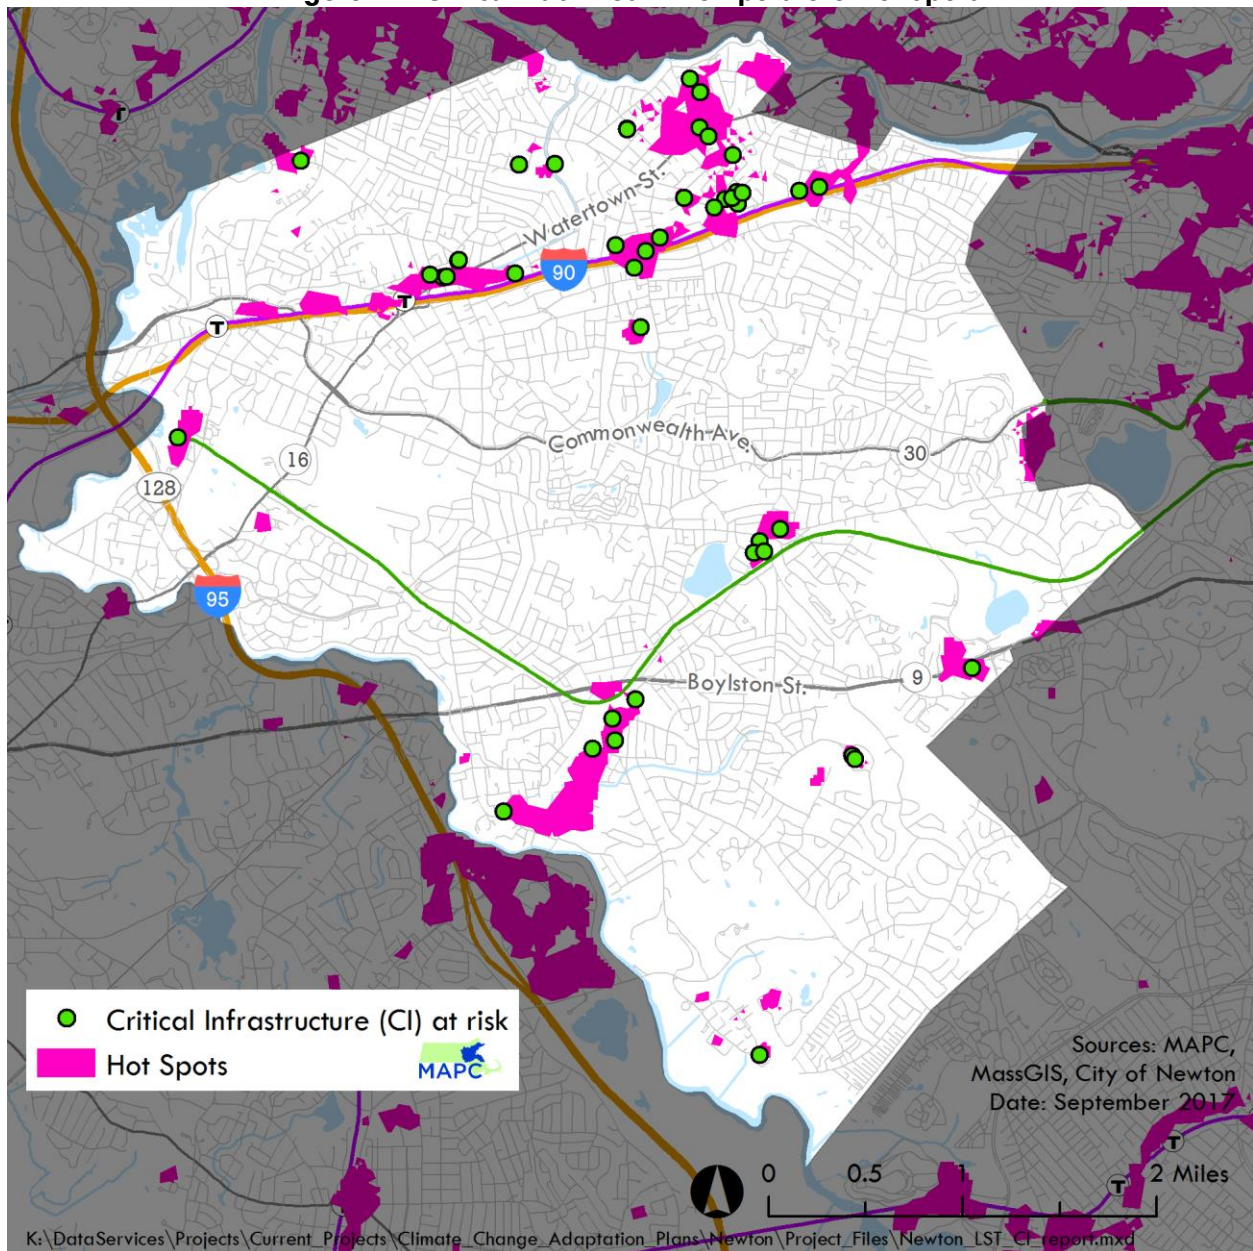 Watertown St.
90
T
T
Commonwealth Ave.
30
16
128
95
9
Boylston St.
Critical Infrastructure (CI) at risk
Hot Spots
MAPC
Sources: MAPC,
MassGIS, City of Newton
Date: September 2017
T
T
0 0.5 1 2 Miles
K:\DataServices\Projects\Current_Projects\Climate_Change_Adaptation_Plans\Newton\Project_Files\Newton_LST_CI_report.mxd